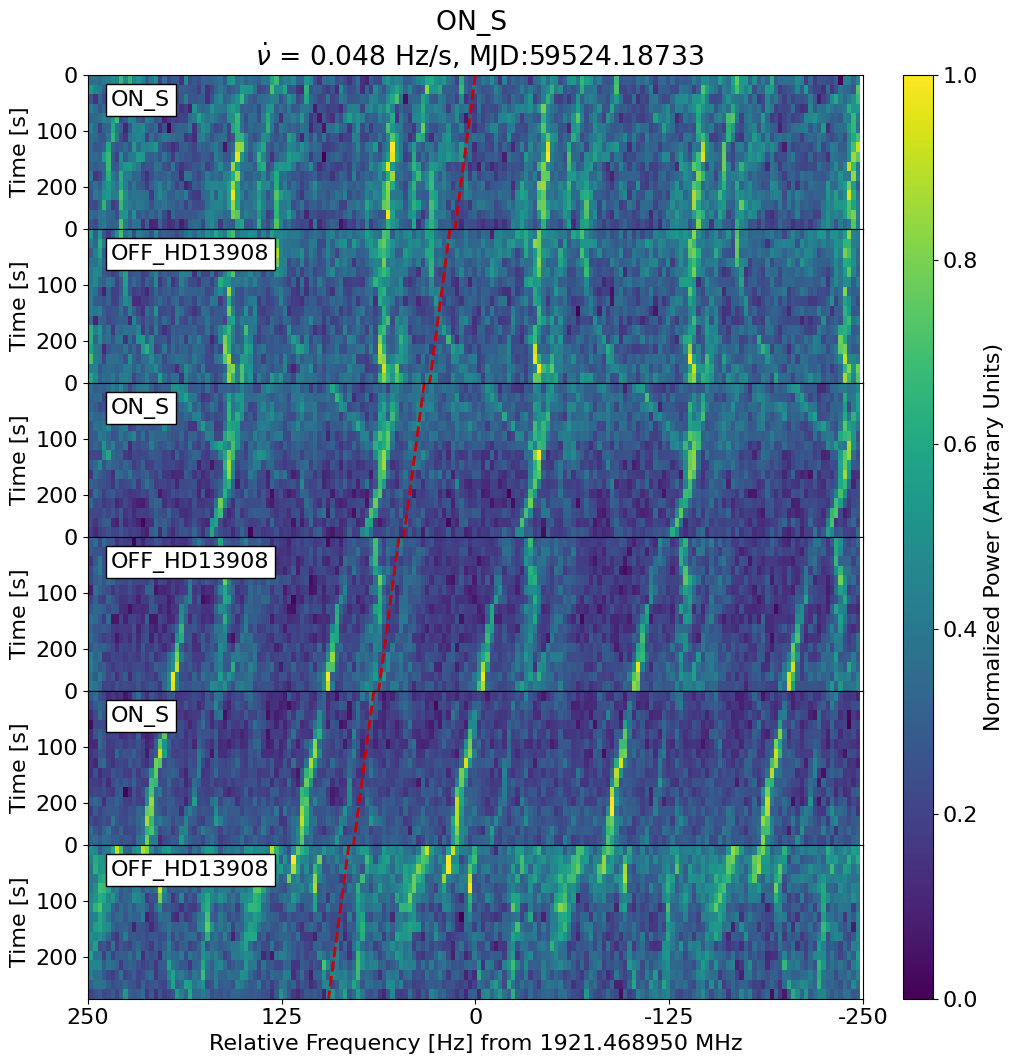 ON_S
ν̇ = 0.048 Hz/s, MJD:59524.18733
0
100
200
Time [s]
ON_S
0
100
200
Time [s]
OFF_HD13908
0
100
200
Time [s]
ON_S
0
100
200
Time [s]
OFF_HD13908
0
100
200
Time [s]
ON_S
0
100
200
Time [s]
OFF_HD13908
250
125
0
-125
-250
Relative Frequency [Hz] from 1921.468950 MHz
1.0
0.8
0.6
0.4
0.2
0.0
Normalized Power (Arbitrary Units)